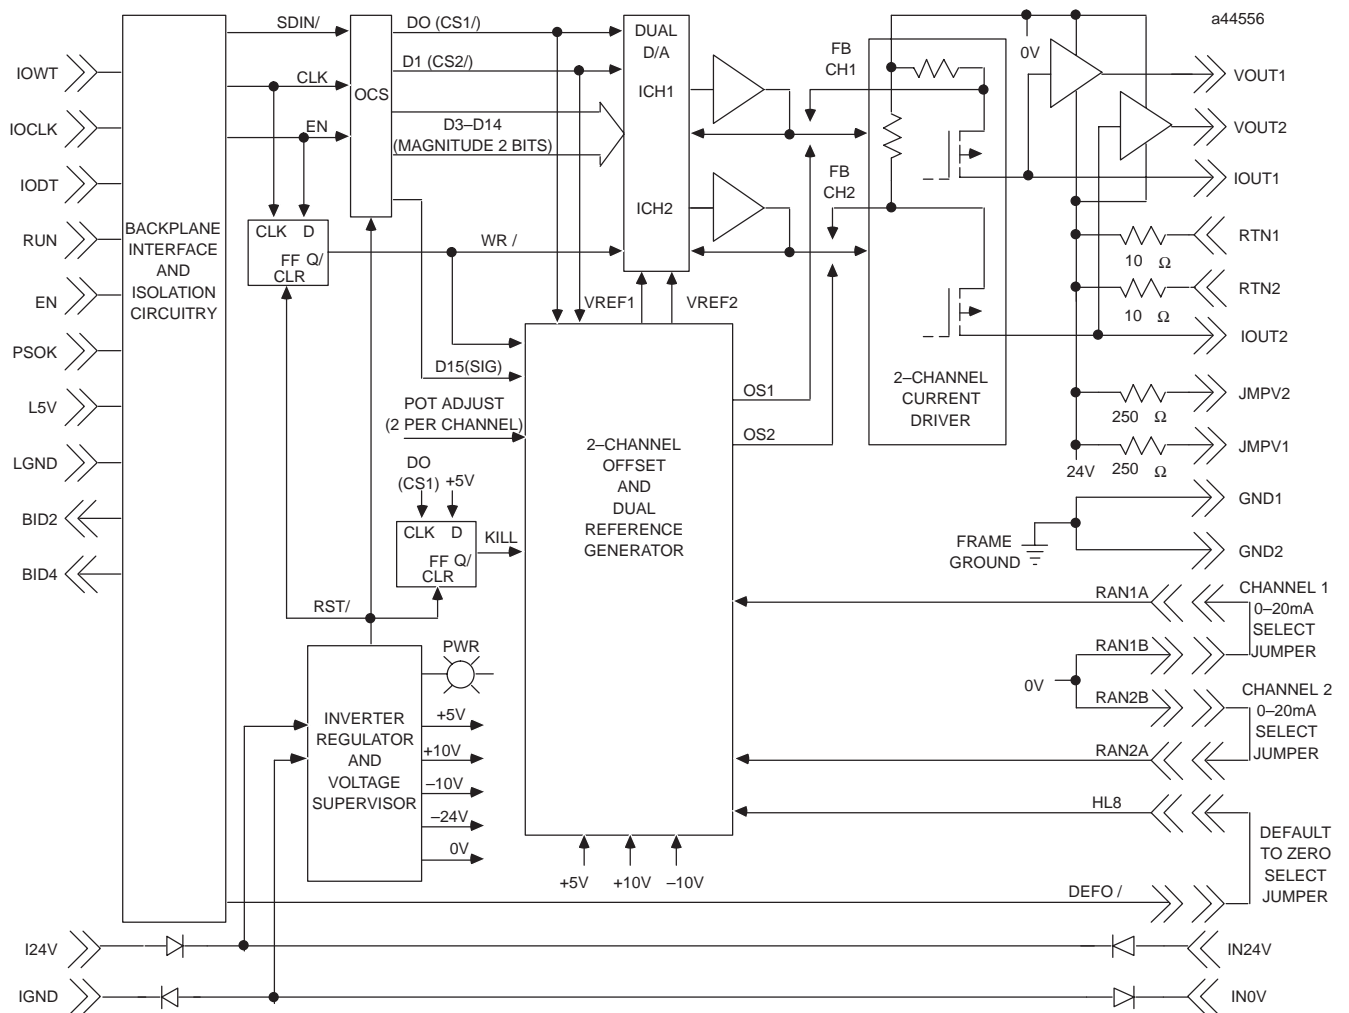 a44556
IOWT
IOCLK
IODT
RUN
EN
PSOK
L5V
LGND
BID2
BID4
I24V
IGND
BACKPLANE
INTERFACE
AND
ISOLATION
CIRCUITRY
SDIN/
CLK
EN
OCS
DO (CS1/)
D1 (CS2/)
D3–D14
(MAGNITUDE 2 BITS)
CLK D
FF Q/
CLR
WR /
DUAL
D/A
ICH1
ICH2
VREF1
VREF2
FB
CH1
FB
CH2
2–CHANNEL
CURRENT
DRIVER
0V
VOUT1
VOUT2
IOUT1
RTN1
10 Ω
RTN2
10 Ω
IOUT2
JMPV2
250 Ω
JMPV1
24V
250 Ω
GND1
FRAME
GROUND
GND2
D15(SIG)
POT ADJUST
(2 PER CHANNEL)
DO
(CS1)
+5V
CLK D
FF Q/
CLR
KILL
OS1
OS2
2–CHANNEL
OFFSET
AND
DUAL
REFERENCE
GENERATOR
+5V
+10V
–10V
RST/
PWR
INVERTER
REGULATOR
AND
VOLTAGE
SUPERVISOR
+5V
+10V
–10V
–24V
0V
RAN1A
RAN1B
0V
RAN2B
RAN2A
HL8
DEFO /
CHANNEL 1
0–20mA
SELECT
JUMPER
CHANNEL 2
0–20mA
SELECT
JUMPER
DEFAULT
TO ZERO
SELECT
JUMPER
IN24V
IN0V